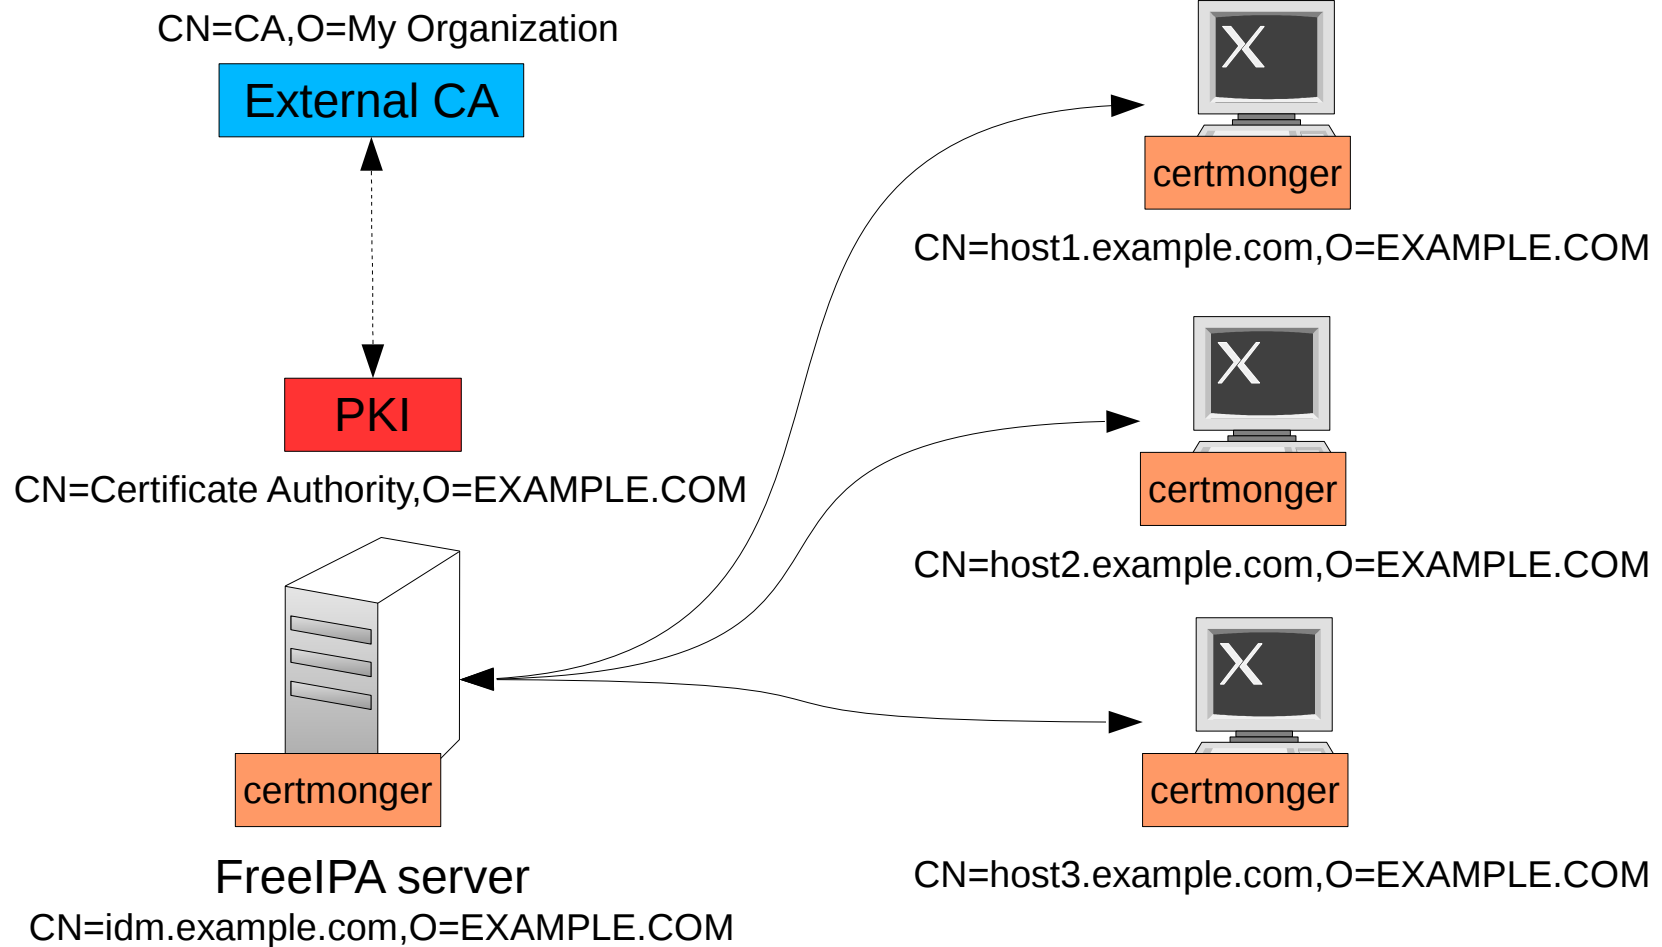 CN=CA,O=My Organization
External CA
PKI
CN=Certificate Authority,O=EXAMPLE.COM
certmonger
FreeIPA server
CN=idm.example.com,O=EXAMPLE.COM
certmonger
CN=host1.example.com,O=EXAMPLE.COM
certmonger
CN=host2.example.com,O=EXAMPLE.COM
certmonger
CN=host3.example.com,O=EXAMPLE.COM